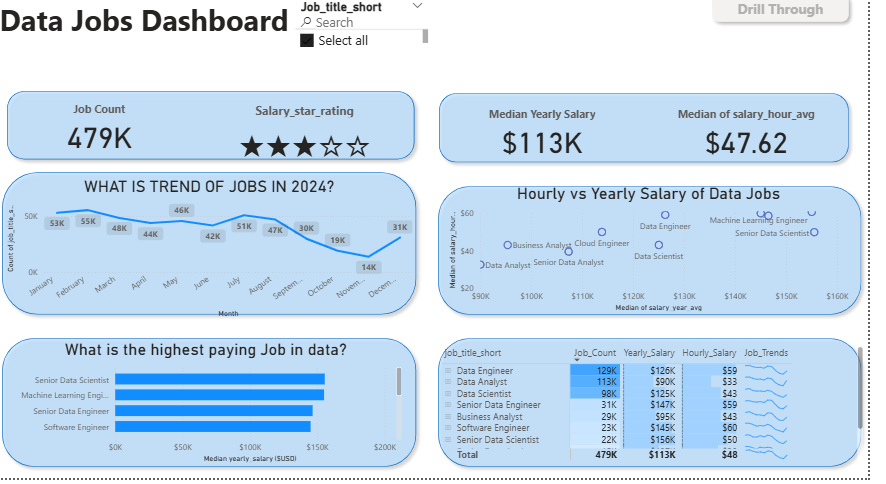 Data Jobs Dashboard
Job_title_short
Search
Select all
Drill Through
Job Count
479K
Salary_star_rating
★★★☆☆
Median Yearly Salary
$113K
Median of salary_hour_avg
$47.62
WHAT IS TREND OF JOBS IN 2024?
Count of job_title_s...
50K
0K
53K
55K
48K
44K
46K
42K
51K
47K
30K
19K
14K
31K
January
February
March
April
May
June
July
August
Septem...
October
Novem...
Decem...
Month
Hourly vs Yearly Salary of Data Jobs
Median of salary_hour...
$60
$40
$20
Data Engineer
Machine Learning Engineer
Senior Data Scientist
Business Analyst
Cloud Engineer
Data Scientist
Data Analyst
Senior Data Analyst
$90K
$100K
$110K
$120K
$130K
$140K
$150K
$160K
Median of salary_year_avg
What is the highest paying Job in data?
Senior Data Scientist
Machine Learning Engi...
Senior Data Engineer
Software Engineer
$0K
$50K
$100K
$150K
$200K
Median yearly_salary ($USD)
job_title_short Job_Count Yearly_Salary Hourly_Salary Job_Trends
Data Engineer 129K $126K $59
Data Analyst 113K $90K $33
Data Scientist 98K $125K $43
Senior Data Engineer 31K $147K $59
Business Analyst 29K $95K $43
Software Engineer 23K $145K $60
Senior Data Scientist 22K $156K $50
Total 479K $113K $48